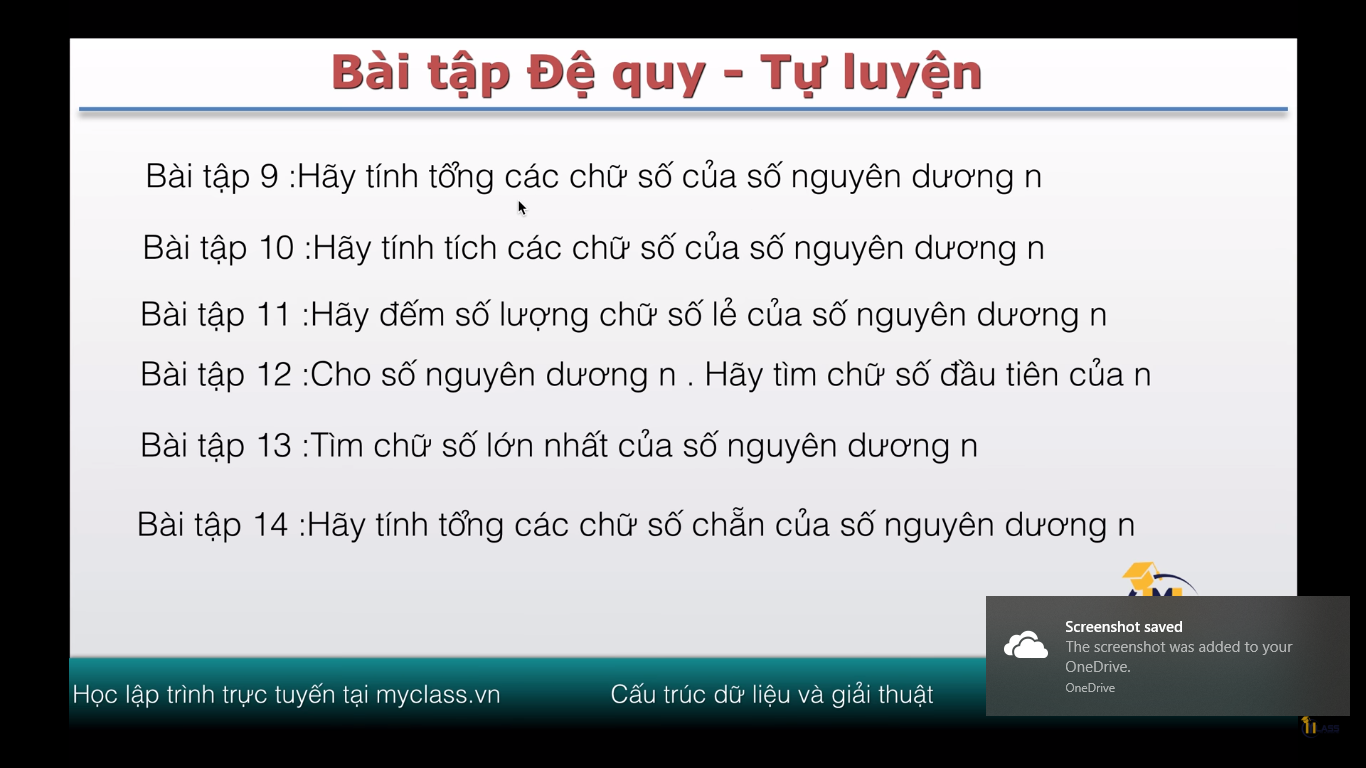 Bài tập Đệ quy - Tự luyện
Bài tập 9 :Hãy tính tổng các chữ số của số nguyên dương n
Bài tập 10 :Hãy tính tích các chữ số của số nguyên dương n
Bài tập 11 :Hãy đếm số lượng chữ số lẻ của số nguyên dương n
Bài tập 12 :Cho số nguyên dương n . Hãy tìm chữ số đầu tiên của n
Bài tập 13 :Tìm chữ số lớn nhất của số nguyên dương n
Bài tập 14 :Hãy tính tổng các chữ số chẵn của số nguyên dương n
Screenshot saved
The screenshot was added to your
OneDrive.
OneDrive
Học lập trình trực tuyến tại myclass.vn
Cấu trúc dữ liệu và giải thuật